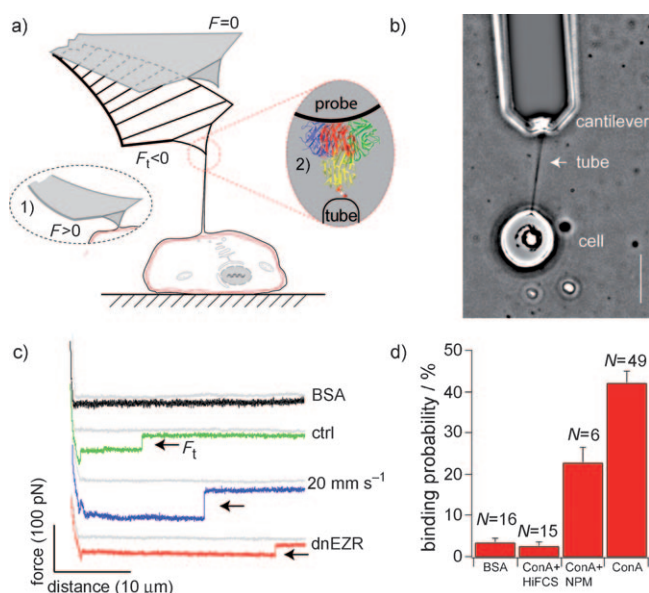 a)
F=0
probe
2)
tube
Ft<0
1)
F>0
b)
cantilever
tube
cell
c)
BSA
ctrl
Ft
20 mm s⁻¹
dnEZR
force (100 pN)
distance (10 μm)
d)
binding probability / %
50
40
30
20
10
0
N=16
N=15
N=6
N=49
BSA
ConA+
HiFCS
ConA+
NPM
ConA